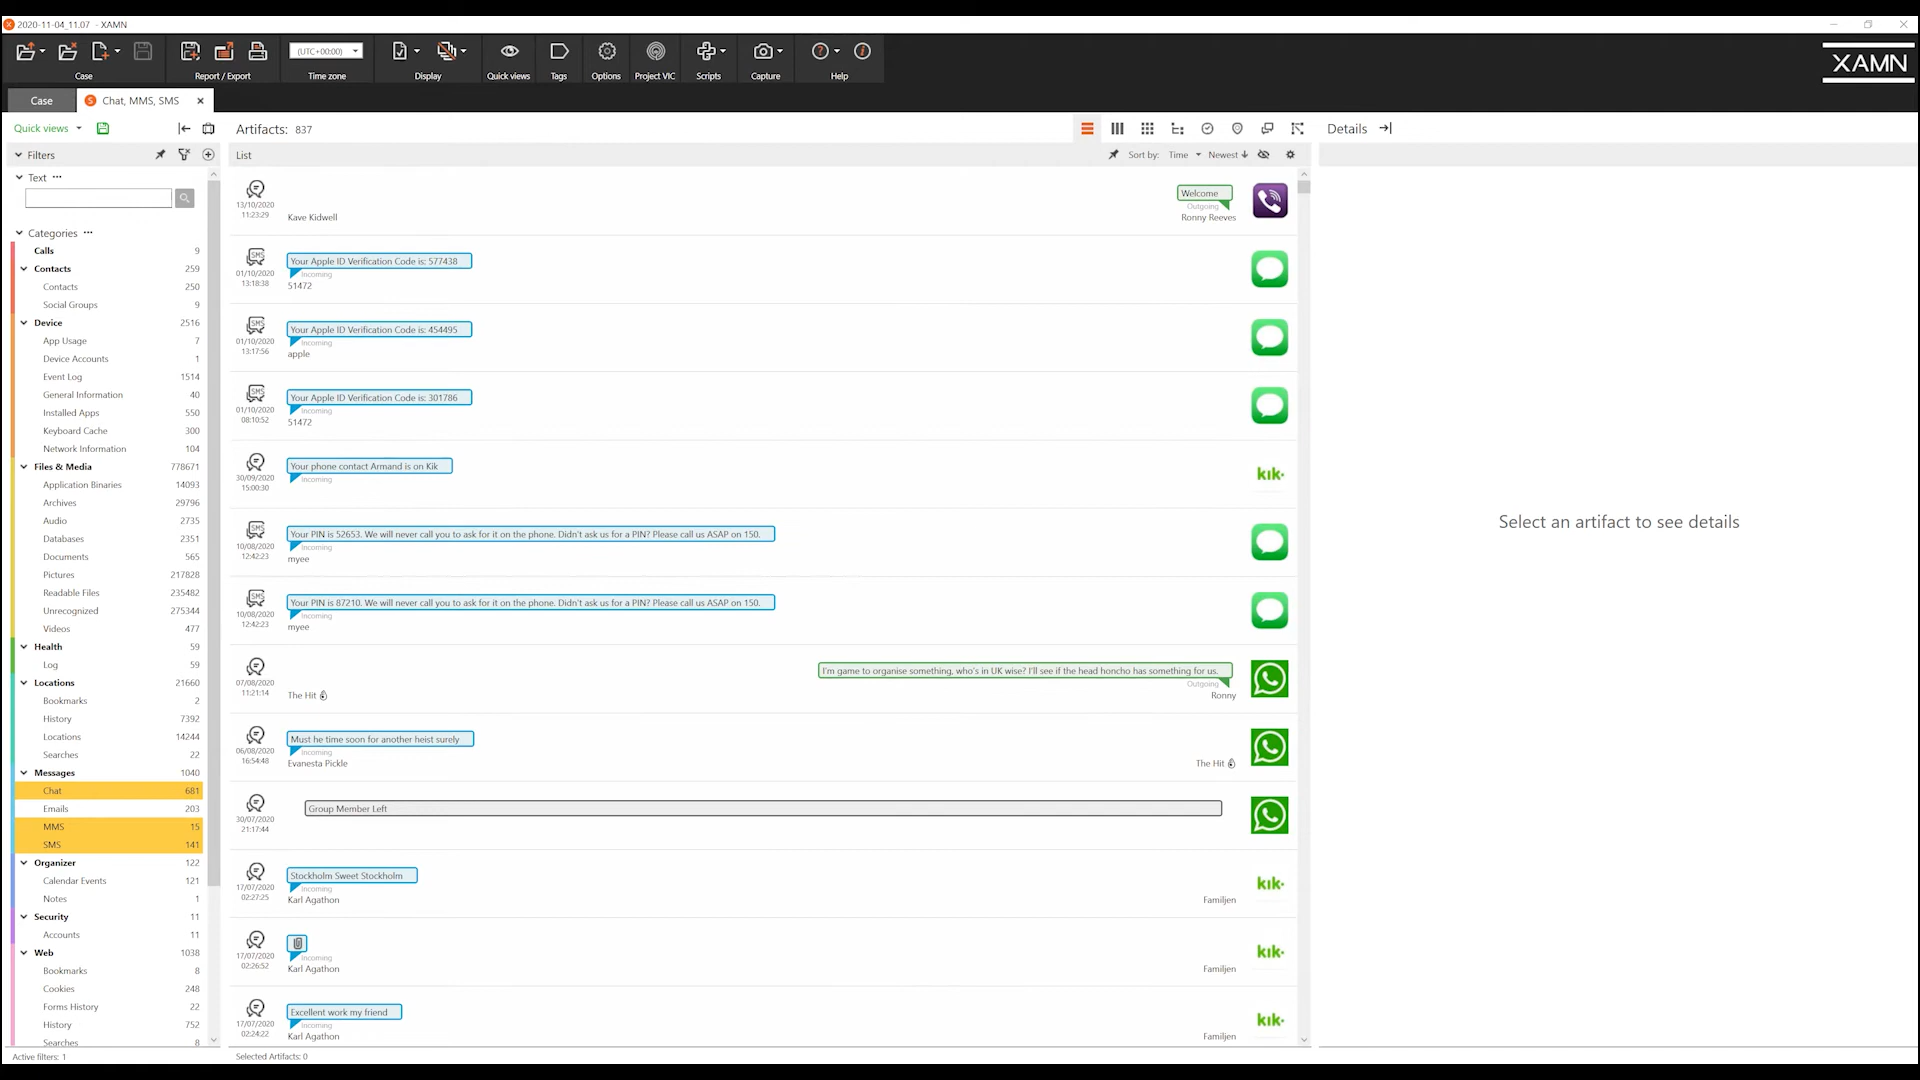 2020-11-04_11.07 - XAMN
(UTC+00:00)
Case
Report / Export
Time zone
Display
Quick views
Tags
Options
Project VIC
Scripts
Capture
Help
XAMN
Case
Chat, MMS, SMS
Quick views
Artifacts: 837
Details
Filters
List
Sort by: Time Newest
Text
Categories
Calls 9
Contacts 259
Contacts 250
Social Groups 9
Device 2516
App Usage 7
Device Accounts 1
Event Log 1514
General Information 40
Installed Apps 550
Keyboard Cache 300
Network Information 104
Files & Media 778671
Application Binaries 14093
Archives 29796
Audio 2735
Databases 2351
Documents 565
Pictures 217828
Readable Files 235482
Unrecognized 275344
Videos 477
Health 59
Log 59
Locations 21660
Bookmarks 2
History 7392
Locations 14244
Searches 22
Messages 1040
Chat 681
Emails 203
MMS 15
SMS 141
Organizer 122
Calendar Events 121
Notes 1
Security 11
Accounts 11
Web 1038
Bookmarks 8
Cookies 248
Forms History 22
History 752
Searches 8
Active filters: 1
13/10/2020
11:23:29
Kave Kidwell
Welcome
Outgoing
Ronny Reeves
SMS
01/10/2020
13:18:38
Your Apple ID Verification Code is: 577438
Incoming
51472
SMS
01/10/2020
13:17:56
Your Apple ID Verification Code is: 454495
Incoming
apple
SMS
01/10/2020
08:10:52
Your Apple ID Verification Code is: 301786
Incoming
51472
30/09/2020
15:00:30
Your phone contact Armand is on Kik
Incoming
kik
SMS
10/08/2020
12:42:23
Your PIN is 52653. We will never call you to ask for it on the phone. Didn't ask us for a PIN? Please call us ASAP on 150.
Incoming
myee
SMS
10/08/2020
12:42:23
Your PIN is 87210. We will never call you to ask for it on the phone. Didn't ask us for a PIN? Please call us ASAP on 150.
Incoming
myee
07/08/2020
11:21:14
The Hit
I'm game to organise something, who's in UK wise? I'll see if the head honcho has something for us.
Outgoing
Ronny
06/08/2020
16:54:48
Must he time soon for another heist surely
Incoming
Evanesta Pickle
The Hit
30/07/2020
21:17:44
Group Member Left
17/07/2020
02:27:25
Stockholm Sweet Stockholm
Incoming
Karl Agathon
Familjen
kik
17/07/2020
02:26:52
Incoming
Karl Agathon
Familjen
kik
17/07/2020
02:24:22
Excellent work my friend
Incoming
Karl Agathon
Familjen
kik
Selected Artifacts: 0
Select an artifact to see details